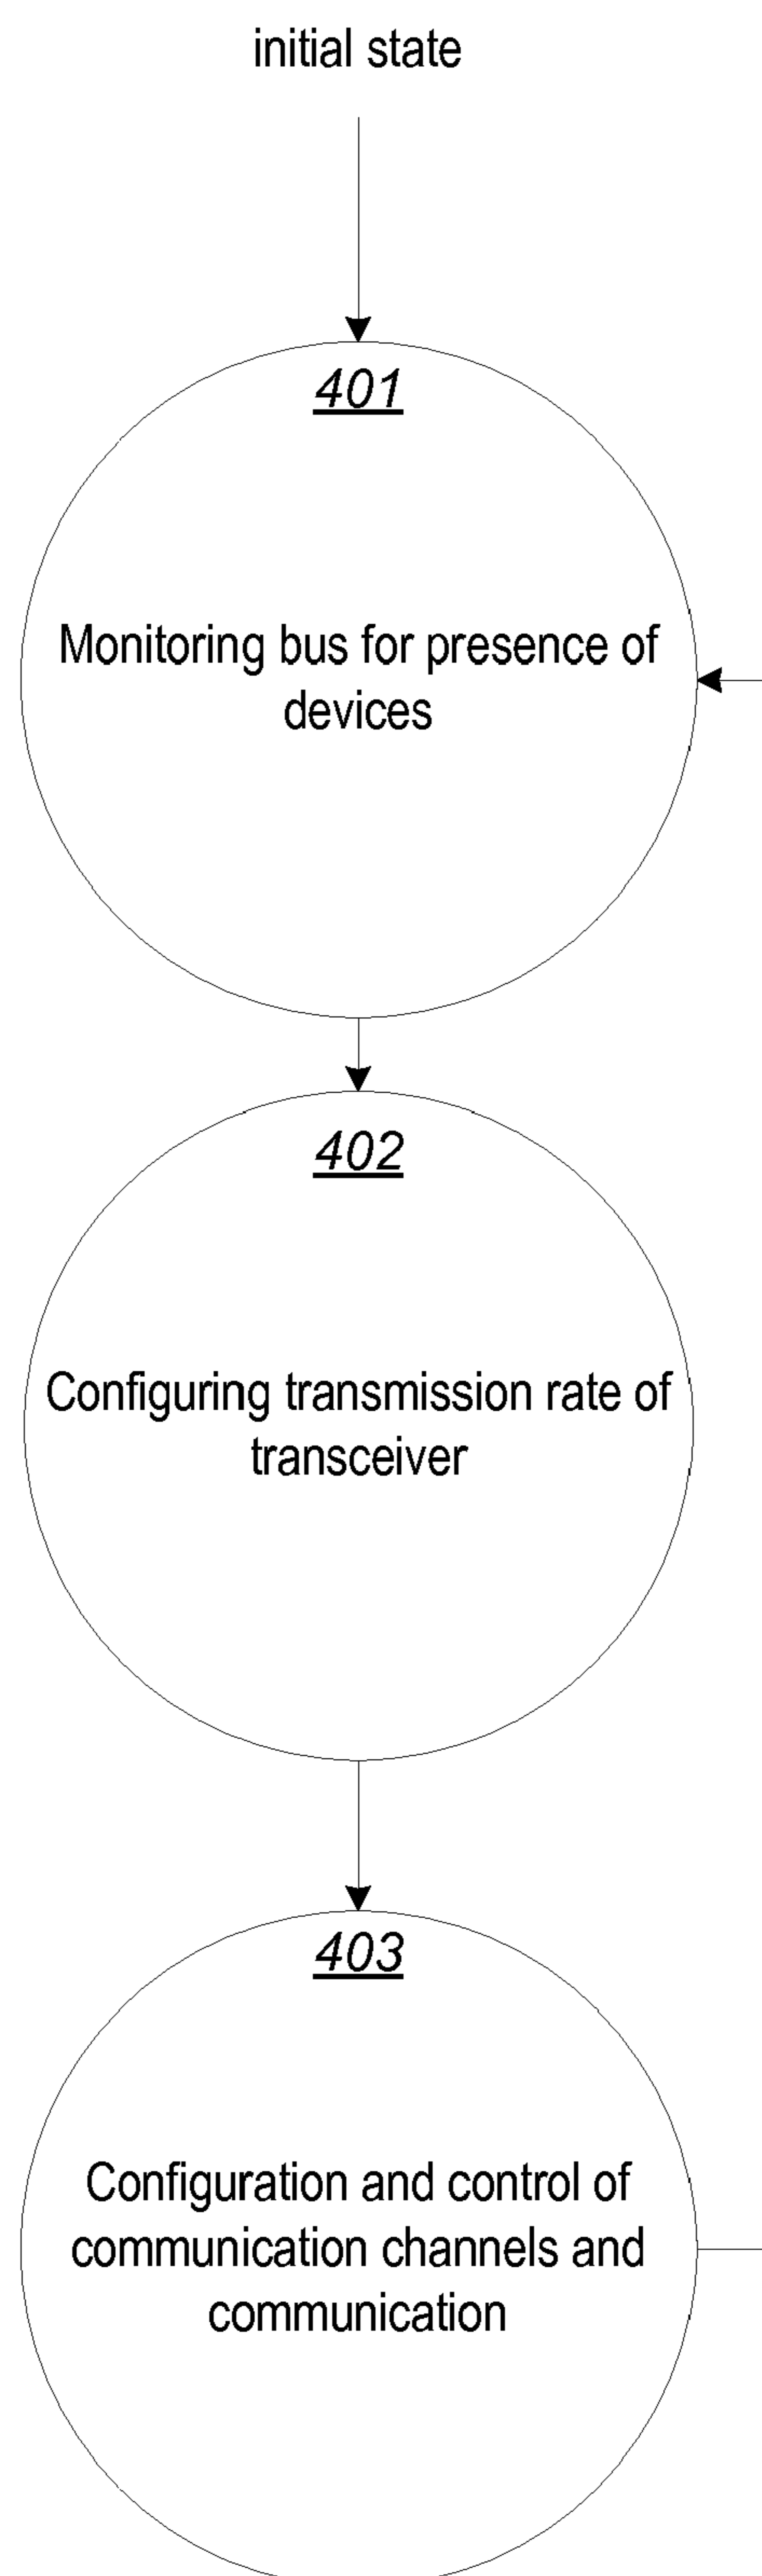 initial state
401
Monitoring bus for presence of
devices
402
Configuring transmission rate of
transceiver
403
Configuration and control of
communication channels and
communication